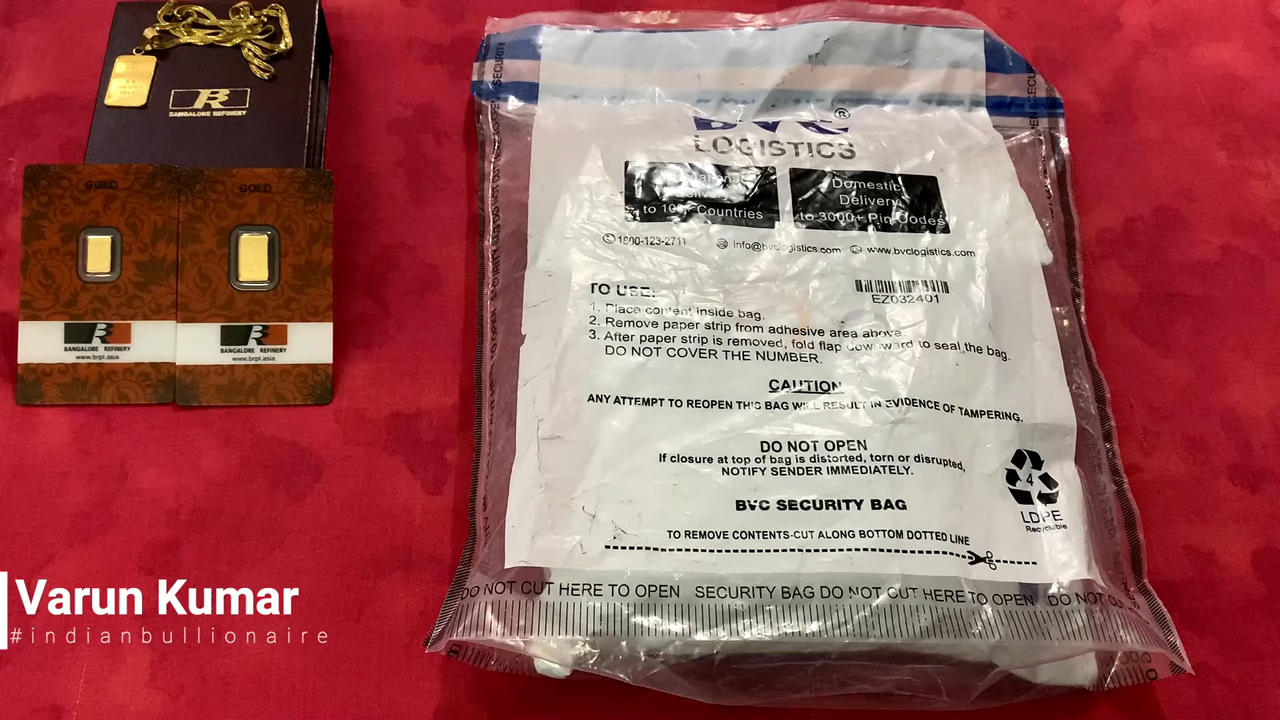 BR
BANGALORE REFINERY
GOLD
GOLD
BR
BANGALORE REFINERY
www.brpl.asia
BR
BANGALORE REFINERY
www.brpl.asia
Varun Kumar
#indianbullionaire
BVC®
LOGISTICS
Delivery
to 100+ Countries
Domestic
Delivery
to 3000+ Pin Codes
1800-123-2711
info@bvclogistics.com
www.bvclogistics.com
EZ032401
TO USE:
1. Place content inside bag.
2. Remove paper strip from adhesive area above.
3. After paper strip is removed, fold flap downward to seal the bag.
DO NOT COVER THE NUMBER.
CAUTION
ANY ATTEMPT TO REOPEN THIS BAG WILL RESULT IN EVIDENCE OF TAMPERING.
DO NOT OPEN
If closure at top of bag is distorted, torn or disrupted,
NOTIFY SENDER IMMEDIATELY.
BVC SECURITY BAG
4
LDPE
Recyclable
TO REMOVE CONTENTS-CUT ALONG BOTTOM DOTTED LINE
DO NOT CUT HERE TO OPEN SECURITY BAG DO NOT CUT HERE TO OPEN DO NOT